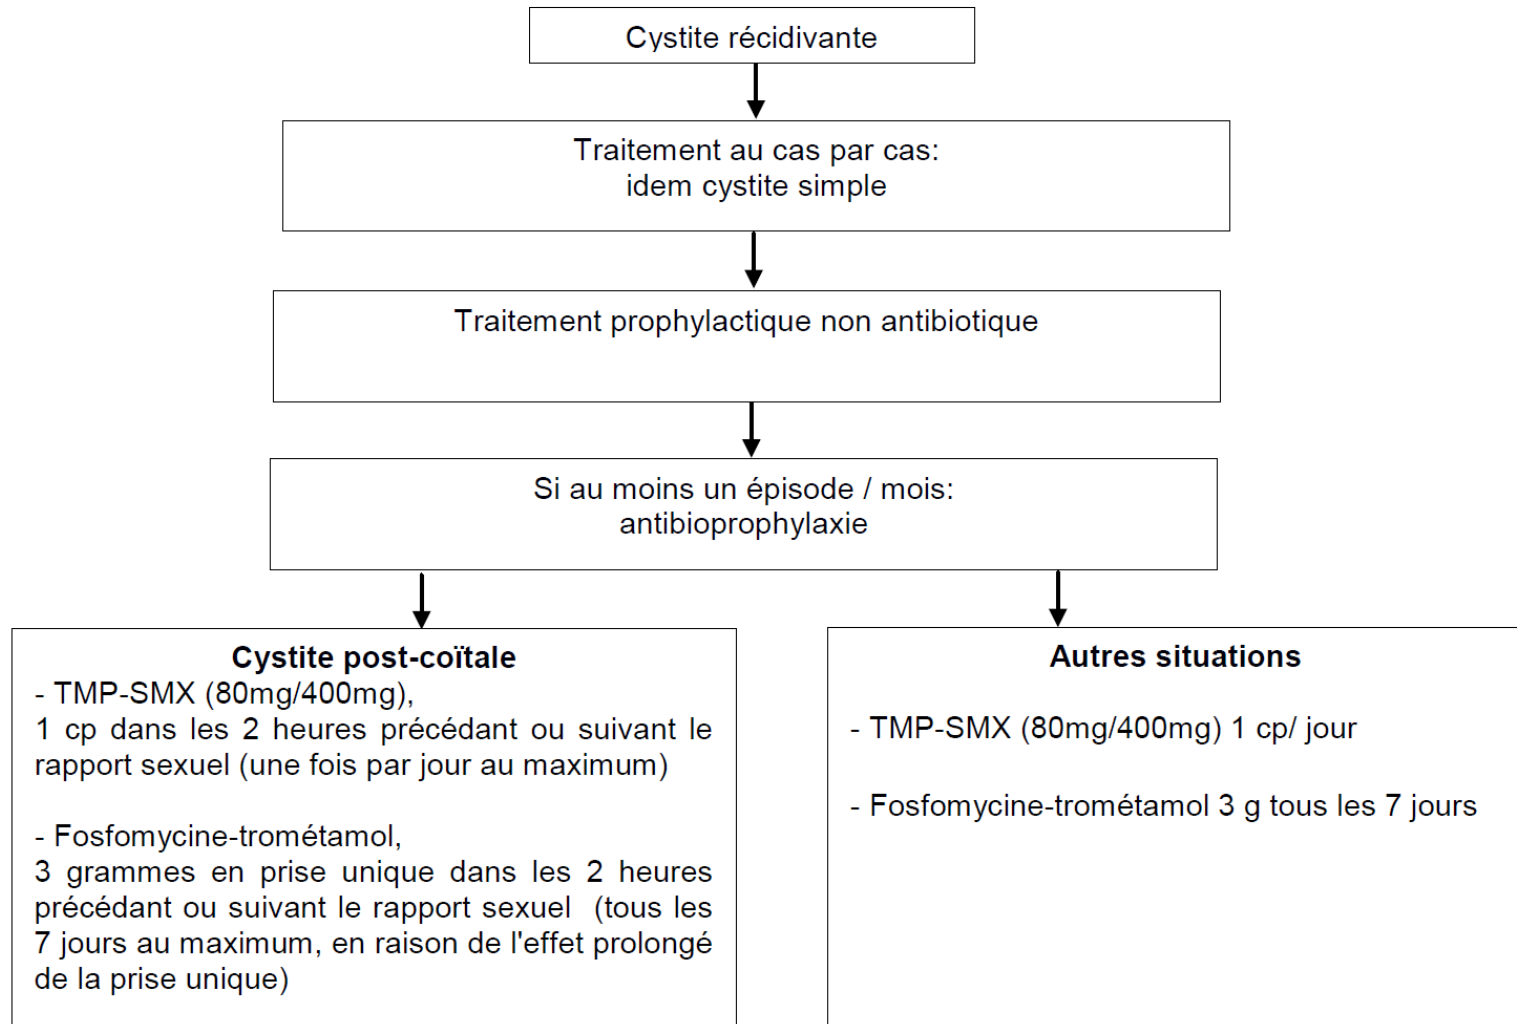 Cystite récidivante
Traitement au cas par cas:
idem cystite simple
Traitement prophylactique non antibiotique
Si au moins un épisode / mois:
antibioprophylaxie
Cystite post-coïtale
- TMP-SMX (80mg/400mg),
1 cp dans les 2 heures précédant ou suivant le
rapport sexuel (une fois par jour au maximum)
- Fosfomycine-trométamol,
3 grammes en prise unique dans les 2 heures
précédant ou suivant le rapport sexuel (tous les
7 jours au maximum, en raison de l'effet prolongé
de la prise unique)
Autres situations
- TMP-SMX (80mg/400mg) 1 cp/ jour
- Fosfomycine-trométamol 3 g tous les 7 jours